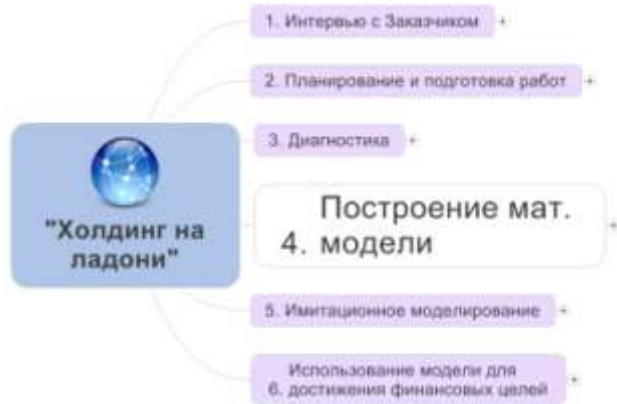 1. Интервью с Заказчиком
2. Планирование и подготовка работ
3. Диагностика
"Холдинг на
ладони"
Построение мат.
4. модели
5. Имитационное моделирование
Использование модели для
6. достижения финансовых целей